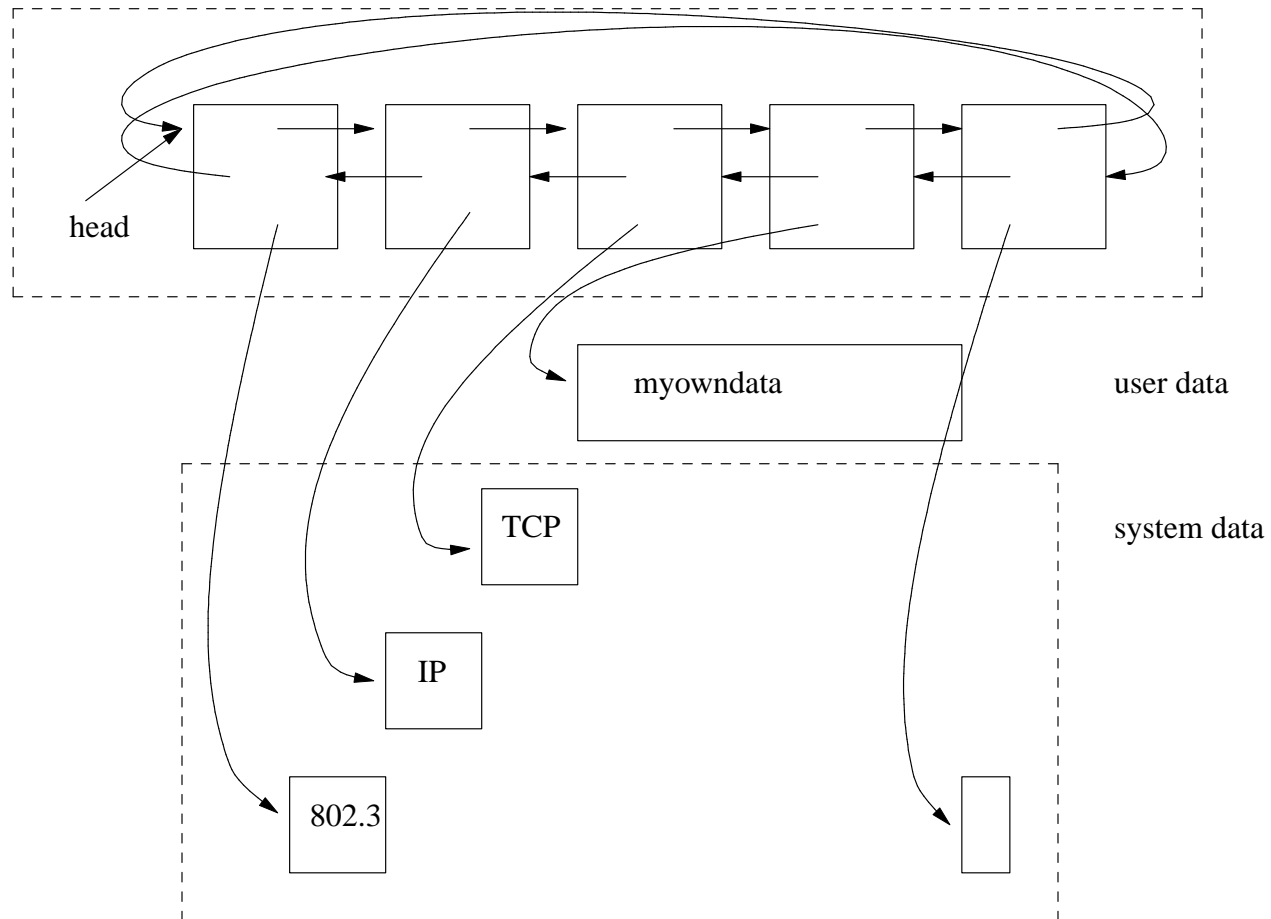 head
myowndata
user data
TCP
system data
IP
802.3